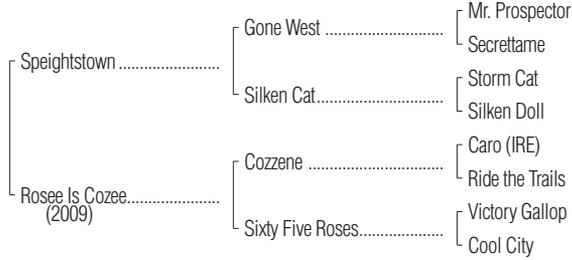 Mr. Prospector
Gone West ..............................
Secrettame
Speightstown .........................
Storm Cat
Silken Cat................................
Silken Doll
Caro (IRE)
Cozzene ..................................
Ride the Trails
Rosee Is Cozee.......................
(2009)
Victory Gallop
Sixty Five Roses.....................
Cool City